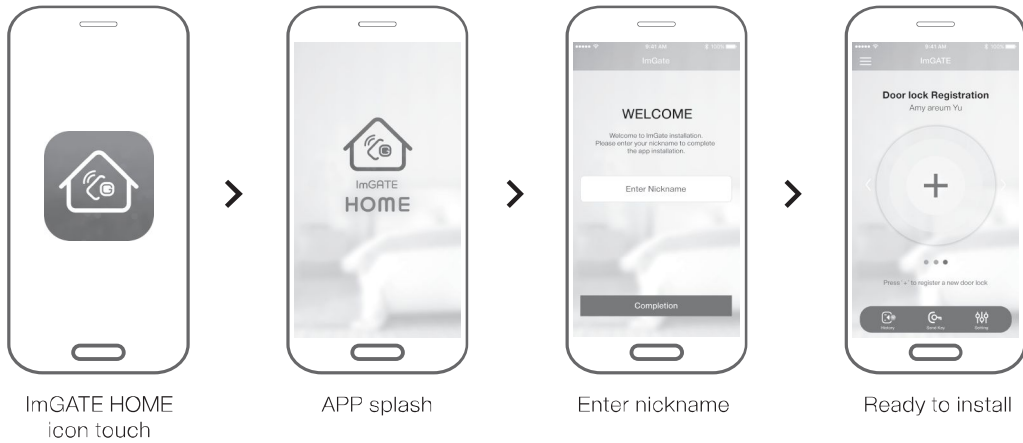 ImGATE
HOME
9:41 AM
100%
ImGate
WELCOME
Welcome to ImGate installation.
Please enter your nickname to complete
the app installation.
Enter Nickname
Completion
9:41 AM
100%
ImGATE
Door lock Registration
Amy areum Yu
+
Press '+' to register a new door lock
History
Send Key
Setting
ImGATE HOME
icon touch
APP splash
Enter nickname
Ready to install